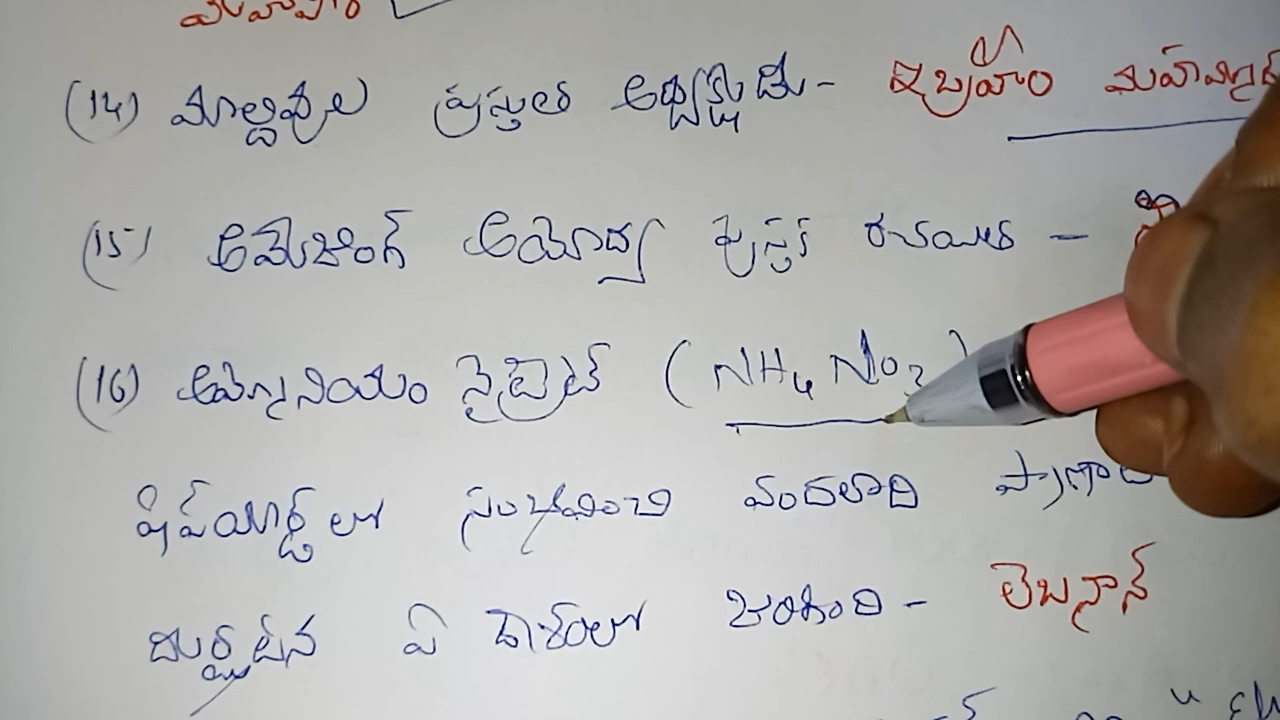 (14) మాల్దీవుల ప్రస్తుత అధ్యక్షుడు - ఇబ్రహీం మహమ్మద్
(15) అమేజింగ్ అయోధ్య పుస్తక రచయిత -
(16) అమ్మోనియం నైట్రేట్ (NH4 NO3)
షిప్‌యార్డ్ లో సంభవించి వందలాది ప్రాణా
దుర్ఘటన ఏ దేశంలో జరిగింది - లెబనాన్